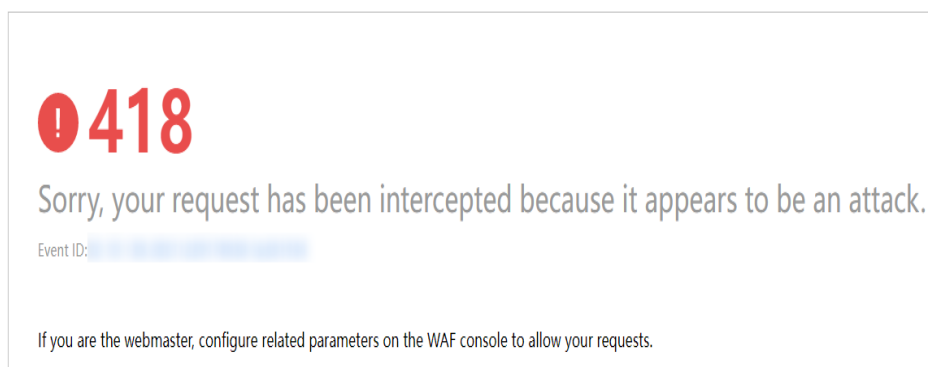 ! 418
Sorry, your request has been intercepted because it appears to be an attack.
Event ID:
If you are the webmaster, configure related parameters on the WAF console to allow your requests.